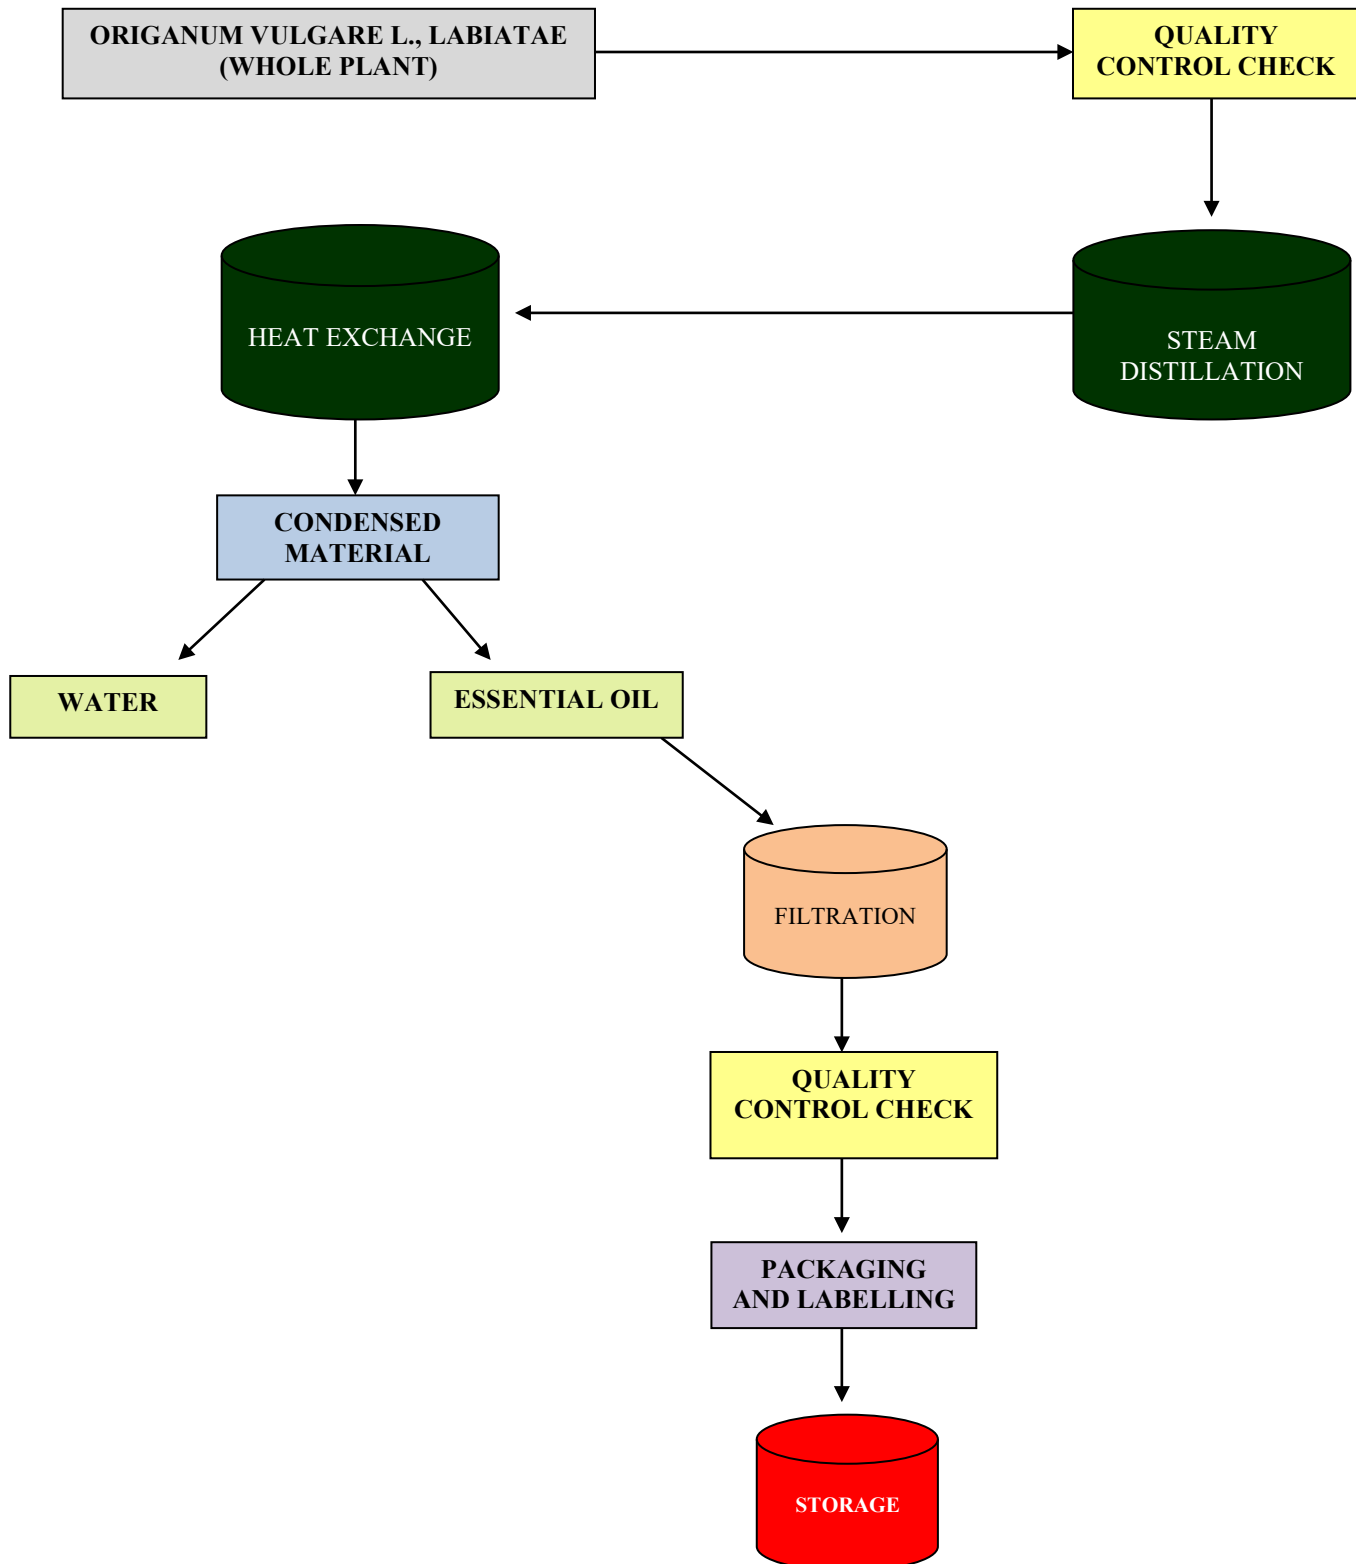 ORIGANUM VULGARE L., LABIATAE
(WHOLE PLANT)
QUALITY
CONTROL CHECK
HEAT EXCHANGE
STEAM
DISTILLATION
CONDENSED
MATERIAL
WATER
ESSENTIAL OIL
FILTRATION
QUALITY
CONTROL CHECK
PACKAGING
AND LABELLING
STORAGE